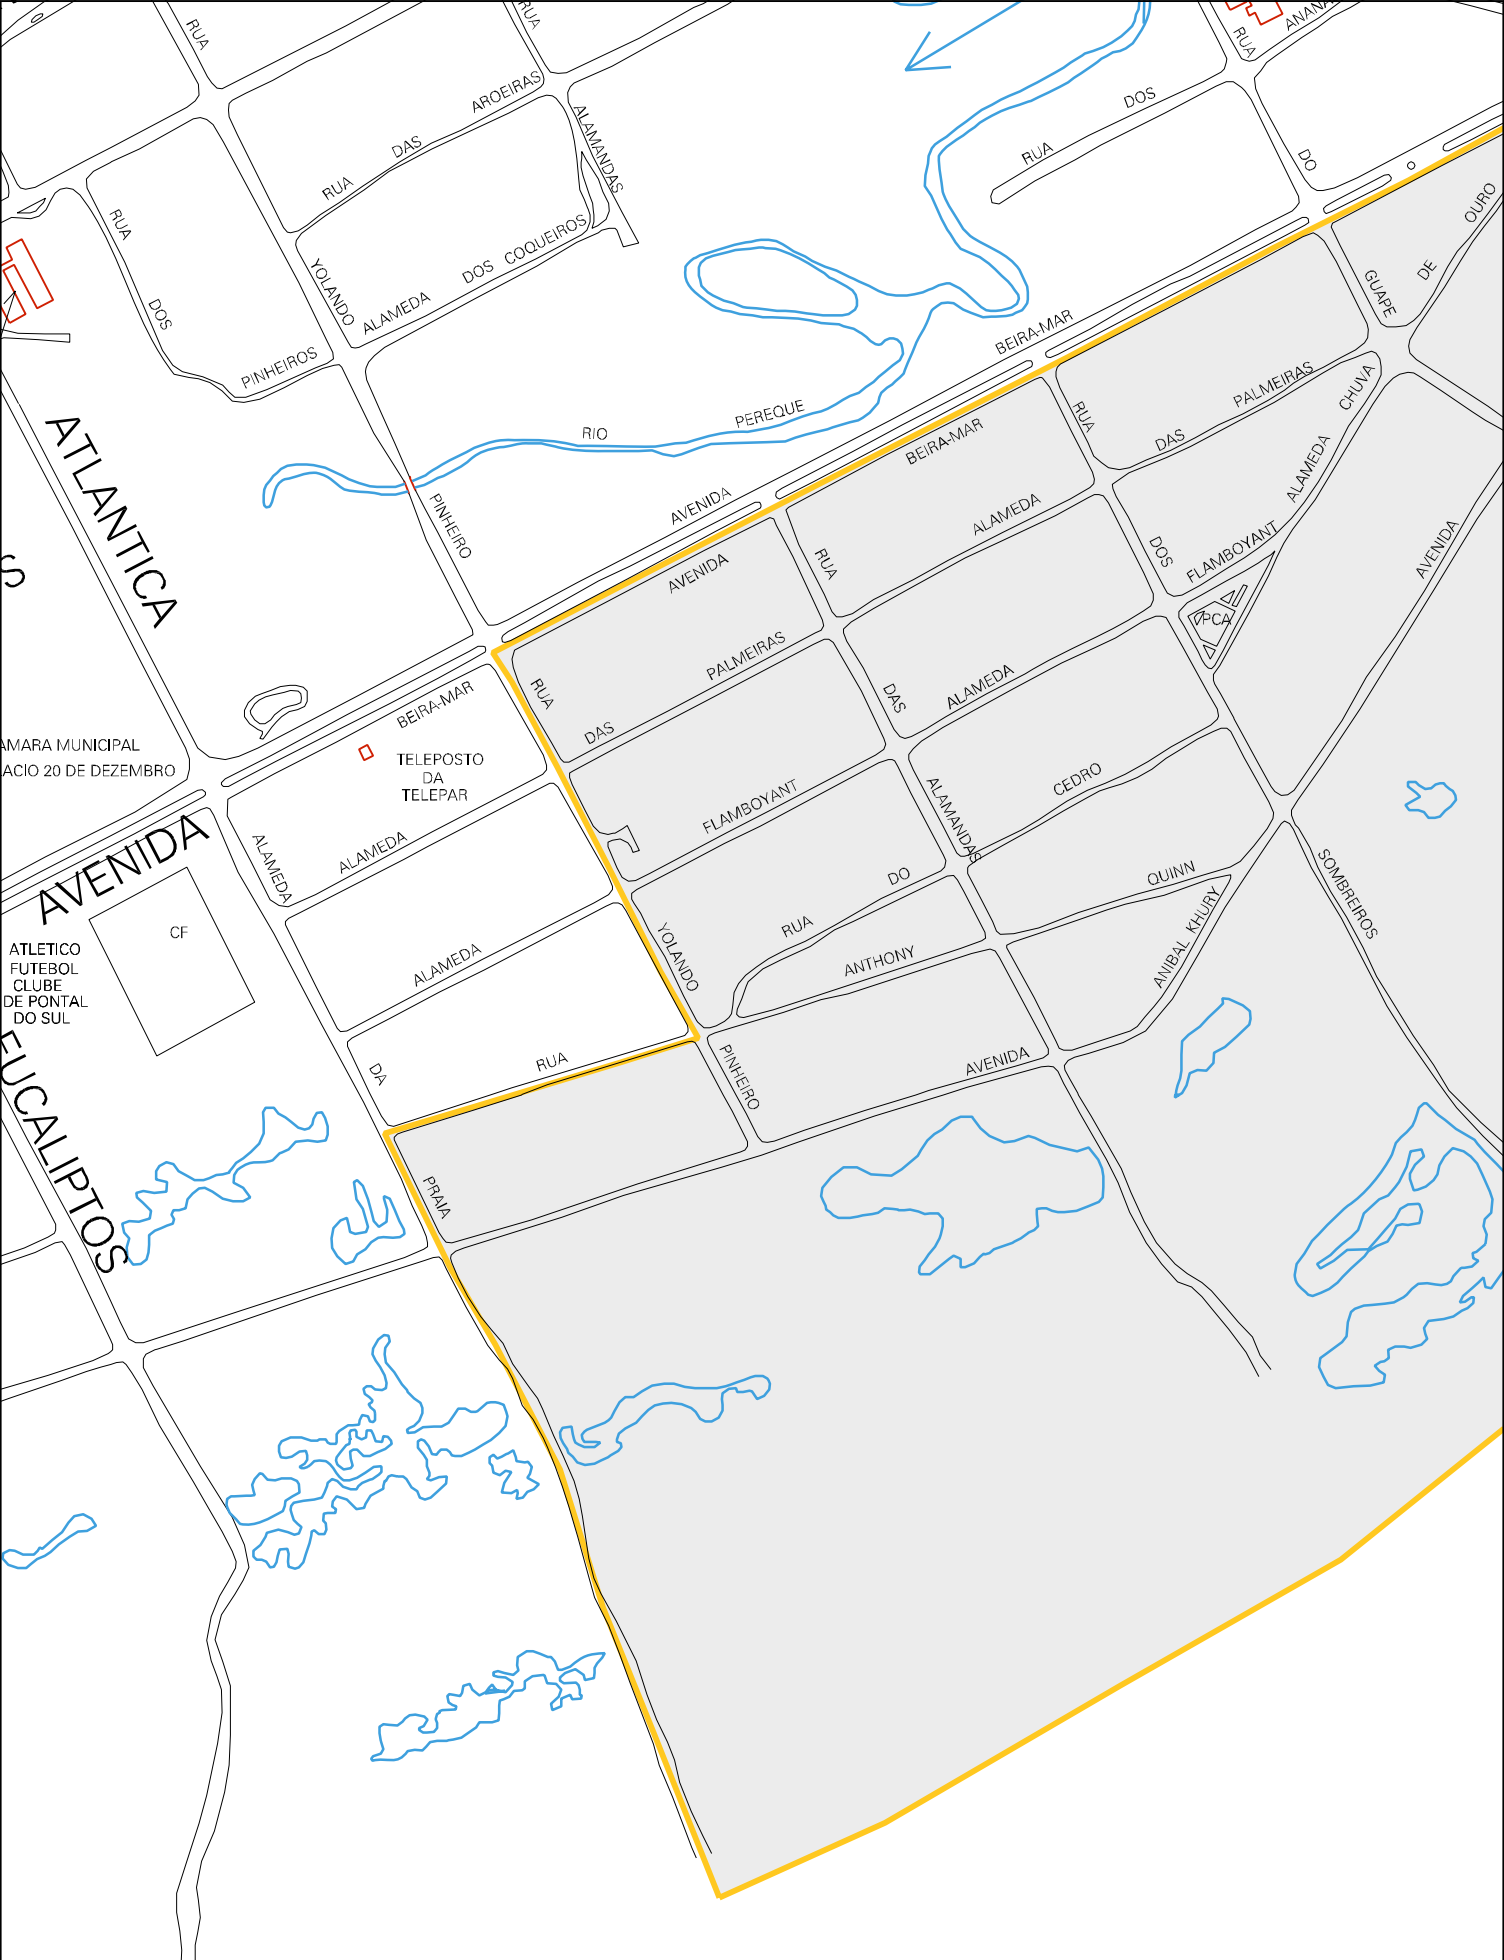 RUA
RUA
ANANA
RUA
AROEIRAS
DOS
DAS
ALAMANDAS
RUA
DO
RUA
OURO
RUA
DOS COQUEIROS
DE
YOLANDO
ALAMEDA
GUAPE
DOS
BEIRA-MAR
PINHEIROS
PALMEIRAS
CHUVA
PEREQUE
RUA
RIO
BEIRA-MAR
DAS
ATLANTICA
ALAMEDA
AVENIDA
ALAMEDA
PINHEIRO
AVENIDA
RUA
DOS
FLAMBOYANT
S
AVENIDA
PCA
PALMEIRAS
RUA
DAS
ALAMEDA
BEIRA-MAR
DAS
AMARA MUNICIPAL
ACIO 20 DE DEZEMBRO
TELEPOSTO
DA
TELEPAR
CEDRO
FLAMBOYANT
ALAMANDAS
AVENIDA
ALAMEDA
ALAMEDA
DO
QUINN
SOMBREIROS
CF
RUA
ANIBAL KHURY
ATLETICO
FUTEBOL
CLUBE
DE PONTAL
DO SUL
ALAMEDA
YOLANDO
ANTHONY
DA
RUA
PINHEIRO
AVENIDA
EUCALIPTOS
PRAIA